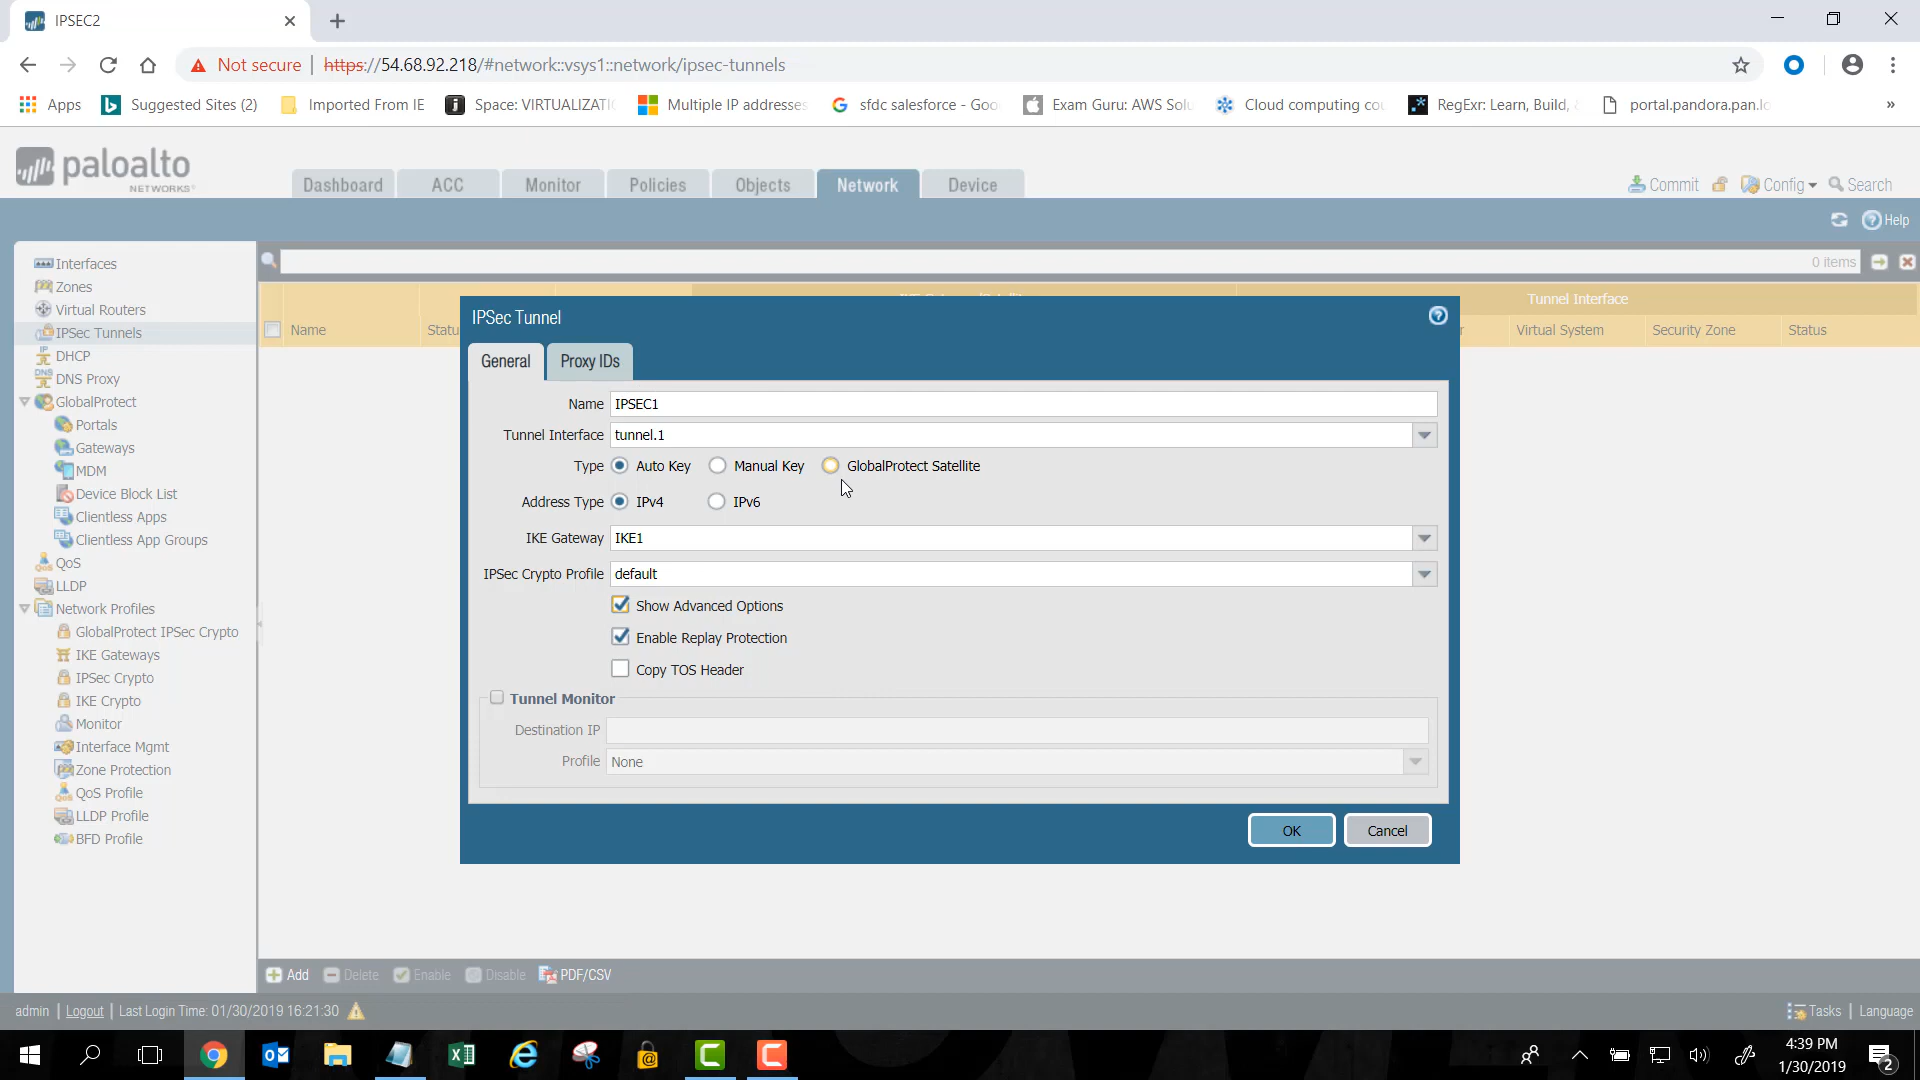 IPSEC2
Not secure | https://54.68.92.218/#network::vsys1::network/ipsec-tunnels
Apps Suggested Sites (2) Imported From IE Space: VIRTUALIZATIO Multiple IP addresses sfdc salesforce - Goo Exam Guru: AWS Solu Cloud computing cou RegExr: Learn, Build, & portal.pandora.pan.lo »
paloalto
NETWORKS
Dashboard ACC Monitor Policies Objects Network Device
Commit Config Search
Help
Interfaces
Zones
Virtual Routers
IPSec Tunnels
DHCP
DNS Proxy
GlobalProtect
Portals
Gateways
MDM
Device Block List
Clientless Apps
Clientless App Groups
QoS
LLDP
Network Profiles
GlobalProtect IPSec Crypto
IKE Gateways
IPSec Crypto
IKE Crypto
Monitor
Interface Mgmt
Zone Protection
QoS Profile
LLDP Profile
BFD Profile
0 items
Tunnel Interface
Name Statu Virtual System Security Zone Status
IPSec Tunnel
General Proxy IDs
Name IPSEC1
Tunnel Interface tunnel.1
Type Auto Key Manual Key GlobalProtect Satellite
Address Type IPv4 IPv6
IKE Gateway IKE1
IPSec Crypto Profile default
Show Advanced Options
Enable Replay Protection
Copy TOS Header
Tunnel Monitor
Destination IP
Profile None
OK Cancel
Add Delete Enable Disable PDF/CSV
admin | Logout | Last Login Time: 01/30/2019 16:21:30
Tasks | Language
4:39 PM
1/30/2019
2